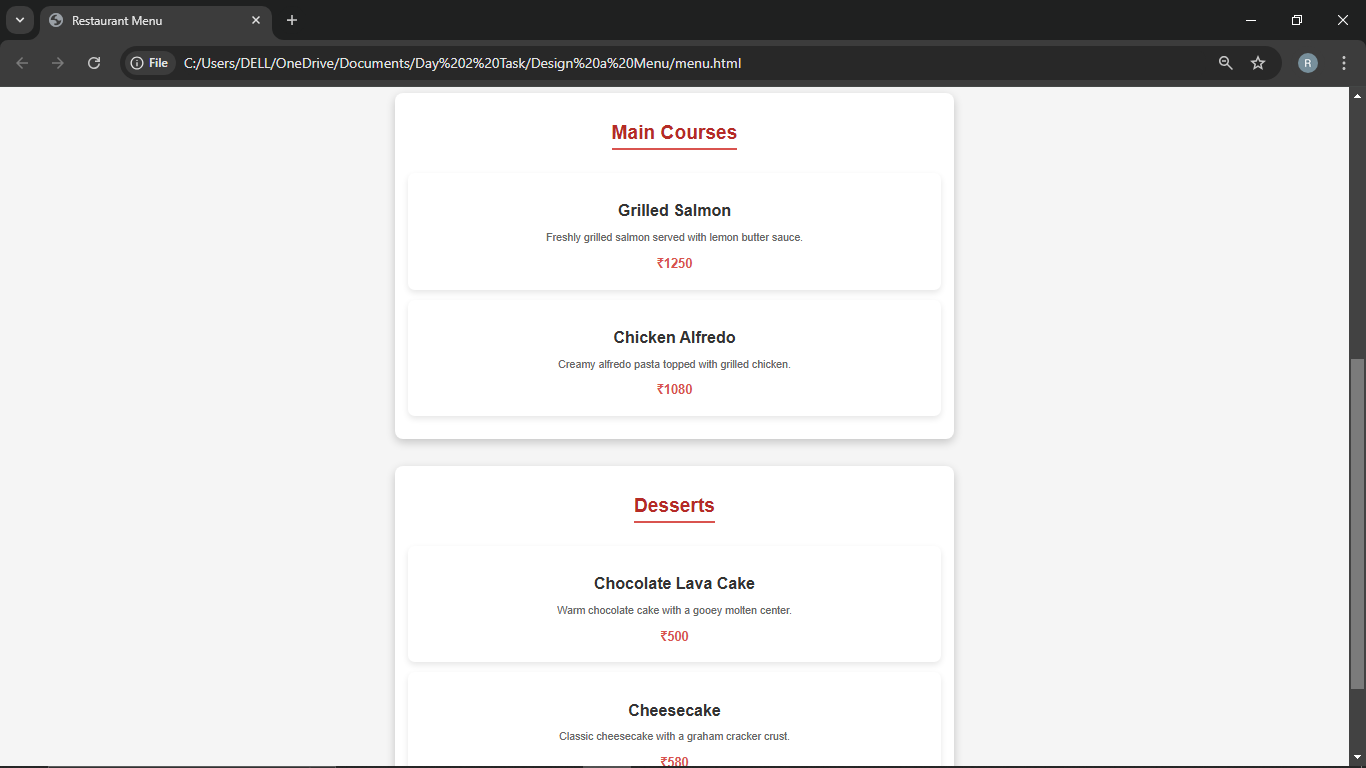 Restaurant Menu
File
C:/Users/DELL/OneDrive/Documents/Day%202%20Task/Design%20a%20Menu/menu.html
R
Main Courses
Grilled Salmon
Freshly grilled salmon served with lemon butter sauce.
₹1250
Chicken Alfredo
Creamy alfredo pasta topped with grilled chicken.
₹1080
Desserts
Chocolate Lava Cake
Warm chocolate cake with a gooey molten center.
₹500
Cheesecake
Classic cheesecake with a graham cracker crust.
₹580